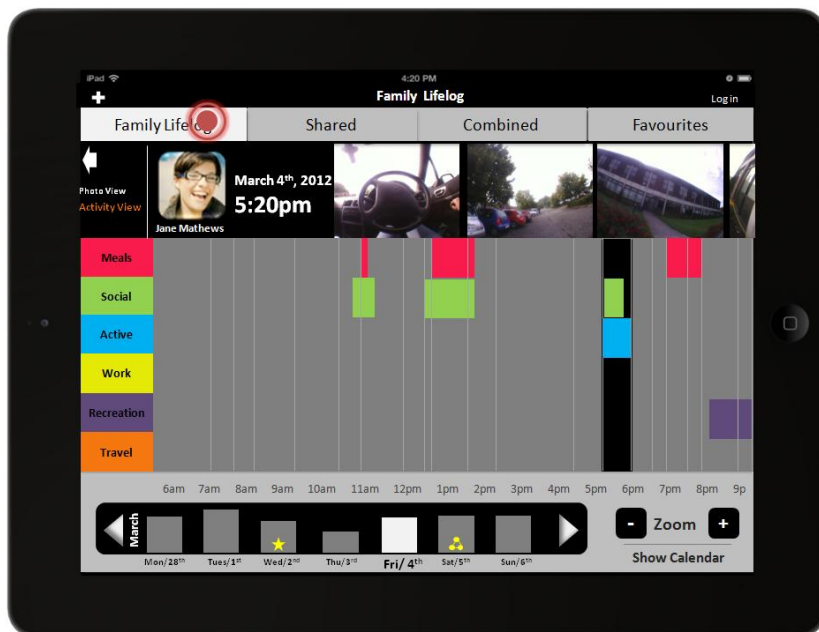 iPad
4:20 PM
Family Lifelog
Log in
Family Lifelog
Shared
Combined
Favourites
Photo View
Activity View
March 4th, 2012
5:20pm
Jane Mathews
Meals
Social
Active
Work
Recreation
Travel
6am 7am 8am 9am 10am 11am 12pm 1pm 2pm 3pm 4pm 5pm 6pm 7pm 8pm 9p
March
Mon/28th Tues/1st Wed/2nd Thu/3rd Fri/4th Sat/5th Sun/6th
- Zoom +
Show Calendar